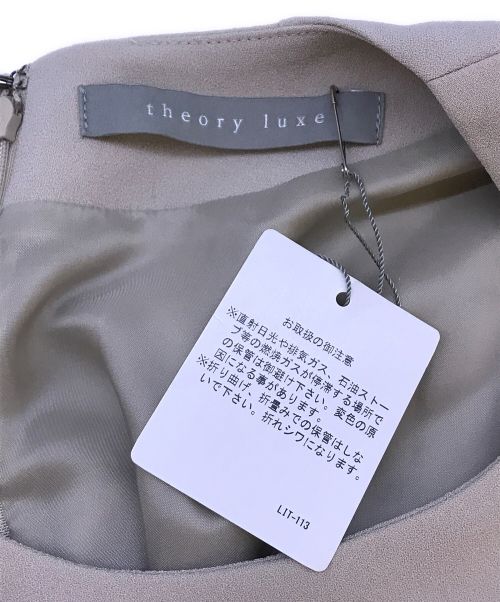 theory luxe
お取扱の御注意
※直射日光や排気ガス、石油ストー
ブ等の燃焼ガスが停滞する場所で
の保管は御避け下さい。変色の原
因になる事があります。
※折り曲げ、折畳みでの保管はしな
いで下さい。折れシワになります。
LIT-113